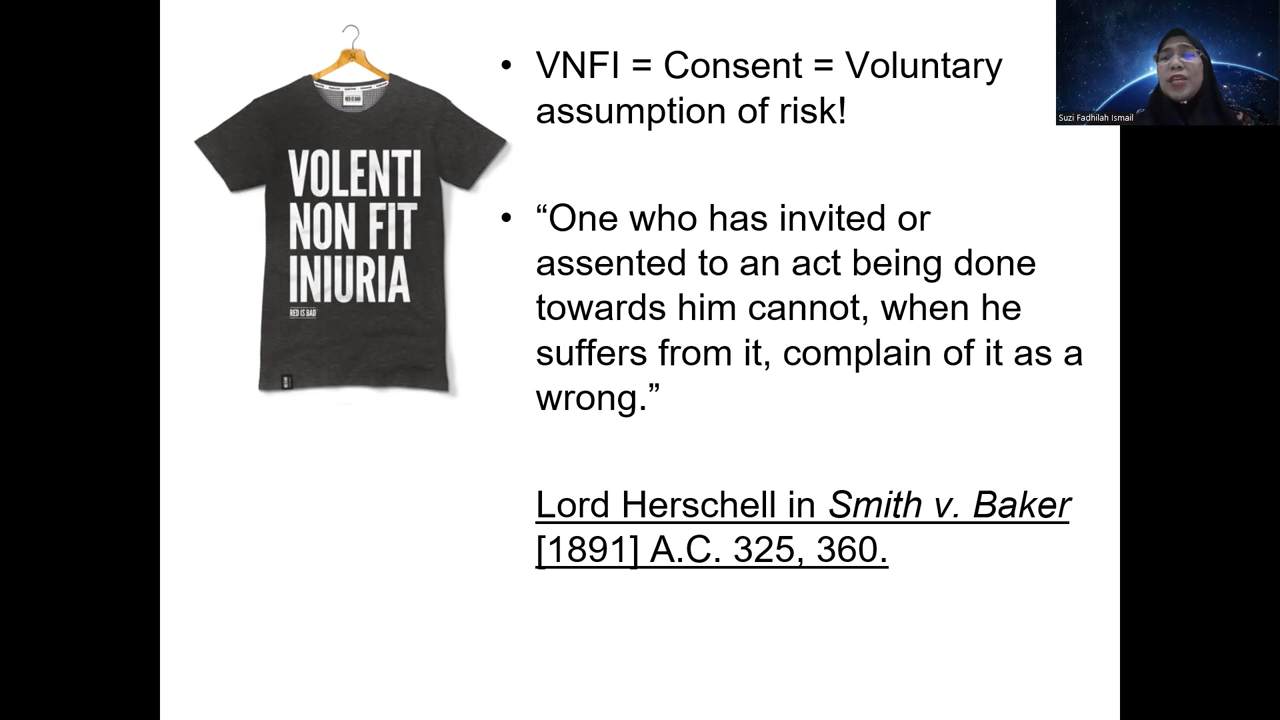 VOLENTI
NON FIT
INIURIA
RED IS BAD
• VNFI = Consent = Voluntary
assumption of risk!
• “One who has invited or
assented to an act being done
towards him cannot, when he
suffers from it, complain of it as a
wrong.”
Lord Herschell in Smith v. Baker
[1891] A.C. 325, 360.
Suzi Fadhilah Ismail